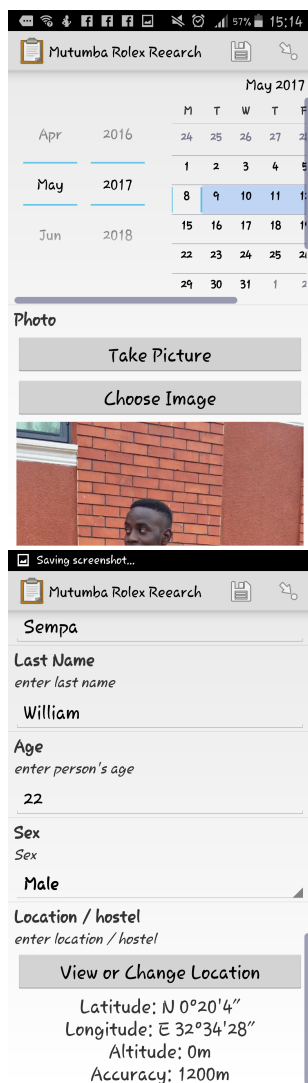 57% 15:14
Mutumba Rolex Reearch
May 2017
M T W T F
Apr 2016 24 25 26 27
1 2 3 4 5
May 2017 8 9 10 11
Jun 2018 15 16 17 18
22 23 24 25
29 30 31 1 2
Photo
Take Picture
Choose Image
Saving screenshot...
Mutumba Rolex Reearch
Sempa
Last Name
enter last name
William
Age
enter person's age
22
Sex
Sex
Male
Location / hostel
enter location / hostel
View or Change Location
Latitude: N 0°20'4"
Longitude: E 32°34'28"
Altitude: 0m
Accuracy: 1200m